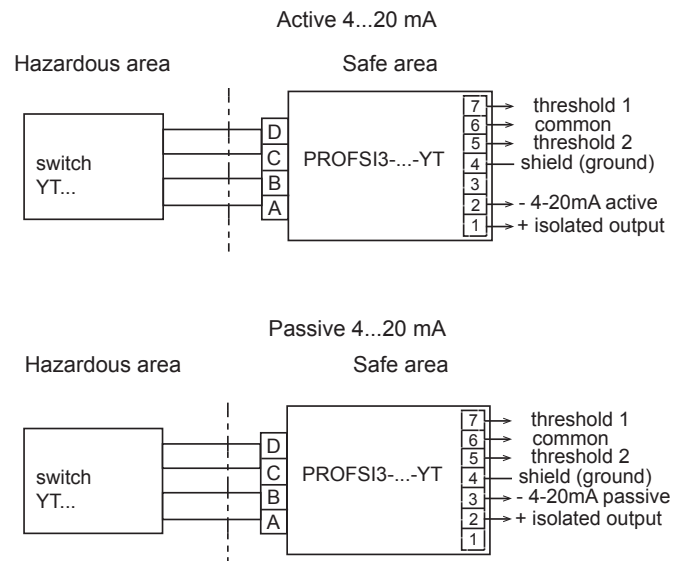 Active 4...20 mA
Hazardous area Safe area
7 threshold 1
D 6 common
5 threshold 2
switch C PROFSI3-...-YT 4 shield (ground)
YT... B 3
A 2 - 4-20mA active
1 + isolated output
Passive 4...20 mA
Hazardous area Safe area
7 threshold 1
D 6 common
5 threshold 2
switch C PROFSI3-...-YT 4 shield (ground)
YT... B 3 - 4-20mA passive
A 2 + isolated output
1